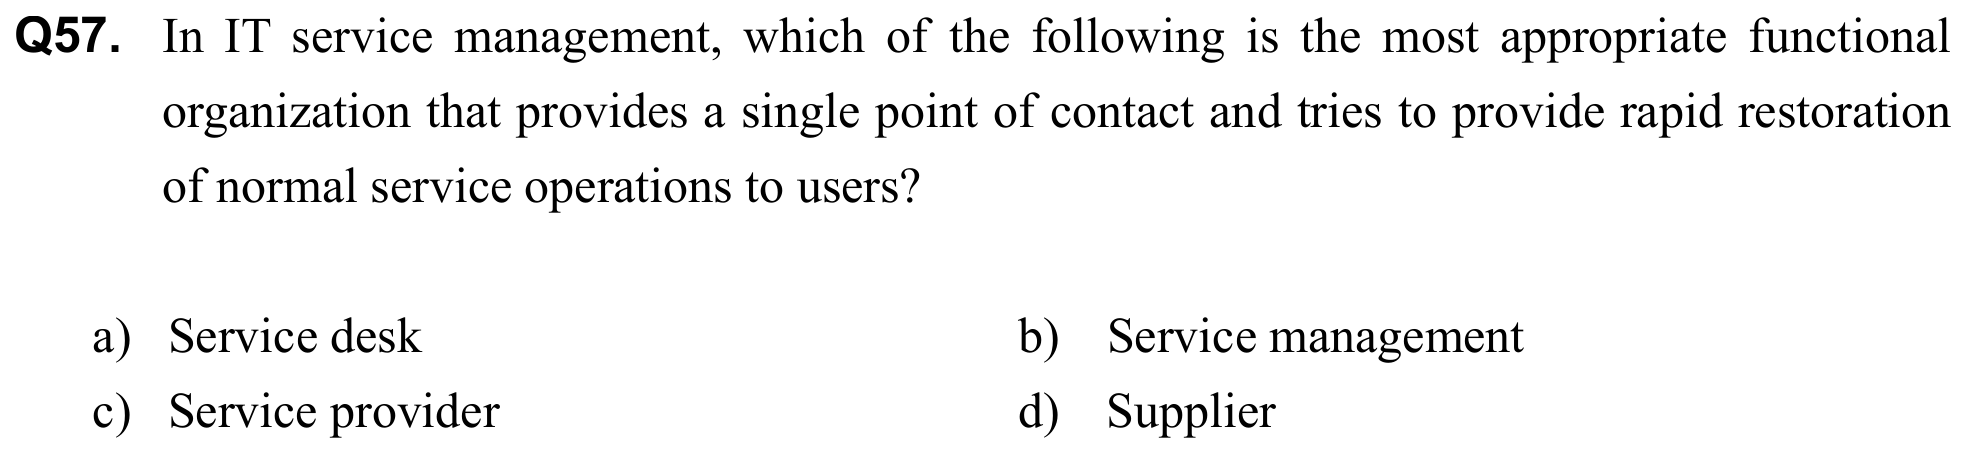 Q57. In IT service management, which of the following is the most appropriate functional
organization that provides a single point of contact and tries to provide rapid restoration
of normal service operations to users?
a) Service desk b) Service management
c) Service provider d) Supplier